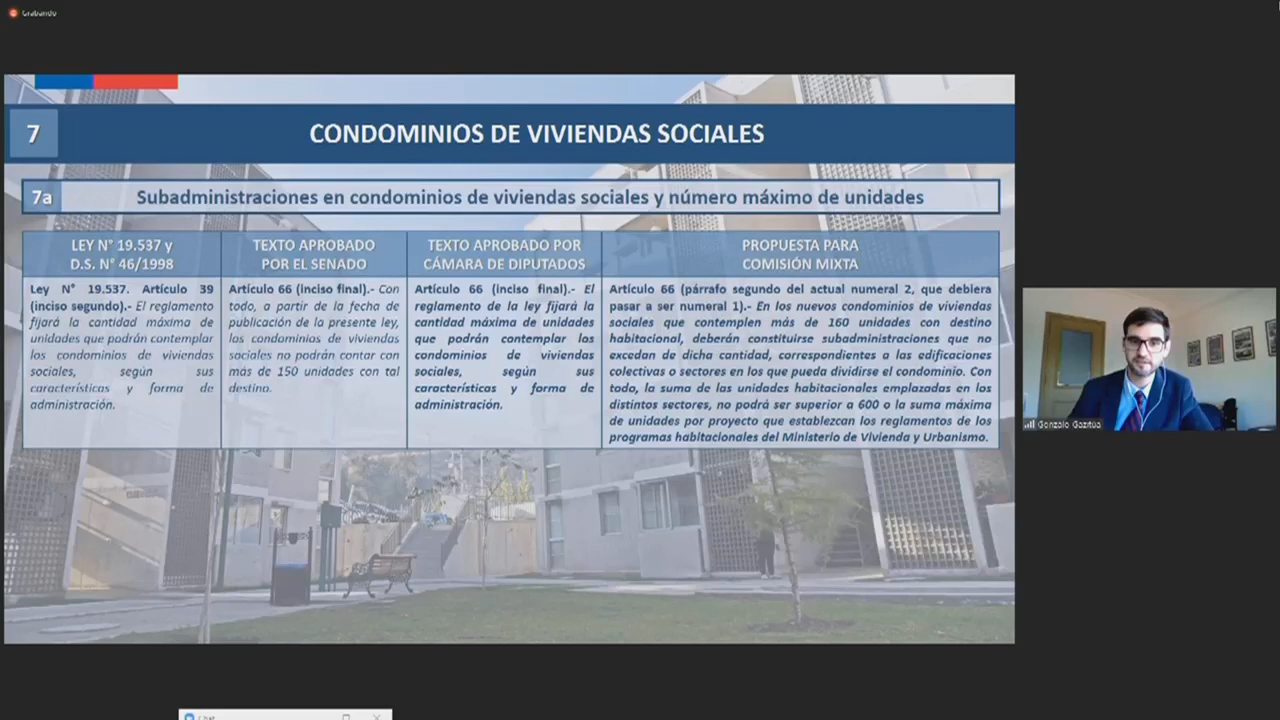 Grabando
7
CONDOMINIOS DE VIVIENDAS SOCIALES
7a
Subadministraciones en condominios de viviendas sociales y número máximo de unidades
LEY N° 19.537 y
D.S. N° 46/1998
Ley N° 19.537. Artículo 39
(inciso segundo).- El reglamento
fijará la cantidad máxima de
unidades que podrán contemplar
los condominios de viviendas
sociales, según sus
características y forma de
administración.
TEXTO APROBADO
POR EL SENADO
Artículo 66 (inciso final).- Con
todo, a partir de la fecha de
publicación de la presente ley,
los condominios de viviendas
sociales no podrán contar con
más de 150 unidades con tal
destino.
TEXTO APROBADO POR
CÁMARA DE DIPUTADOS
Artículo 66 (inciso final).- El
reglamento de la ley fijará la
cantidad máxima de unidades
que podrán contemplar los
condominios de viviendas
sociales, según sus
características y forma de
administración.
PROPUESTA PARA
COMISIÓN MIXTA
Artículo 66 (párrafo segundo del actual numeral 2, que debiera
pasar a ser numeral 1).- En los nuevos condominios de viviendas
sociales que contemplen más de 160 unidades con destino
habitacional, deberán constituirse subadministraciones que no
excedan de dicha cantidad, correspondientes a las edificaciones
colectivas o sectores en los que pueda dividirse el condominio. Con
todo, la suma de las unidades habitacionales emplazadas en los
distintos sectores, no podrá ser superior a 600 o la suma máxima
de unidades por proyecto que establezcan los reglamentos de los
programas habitacionales del Ministerio de Vivienda y Urbanismo.
Gonzalo Gazitúa
Chat